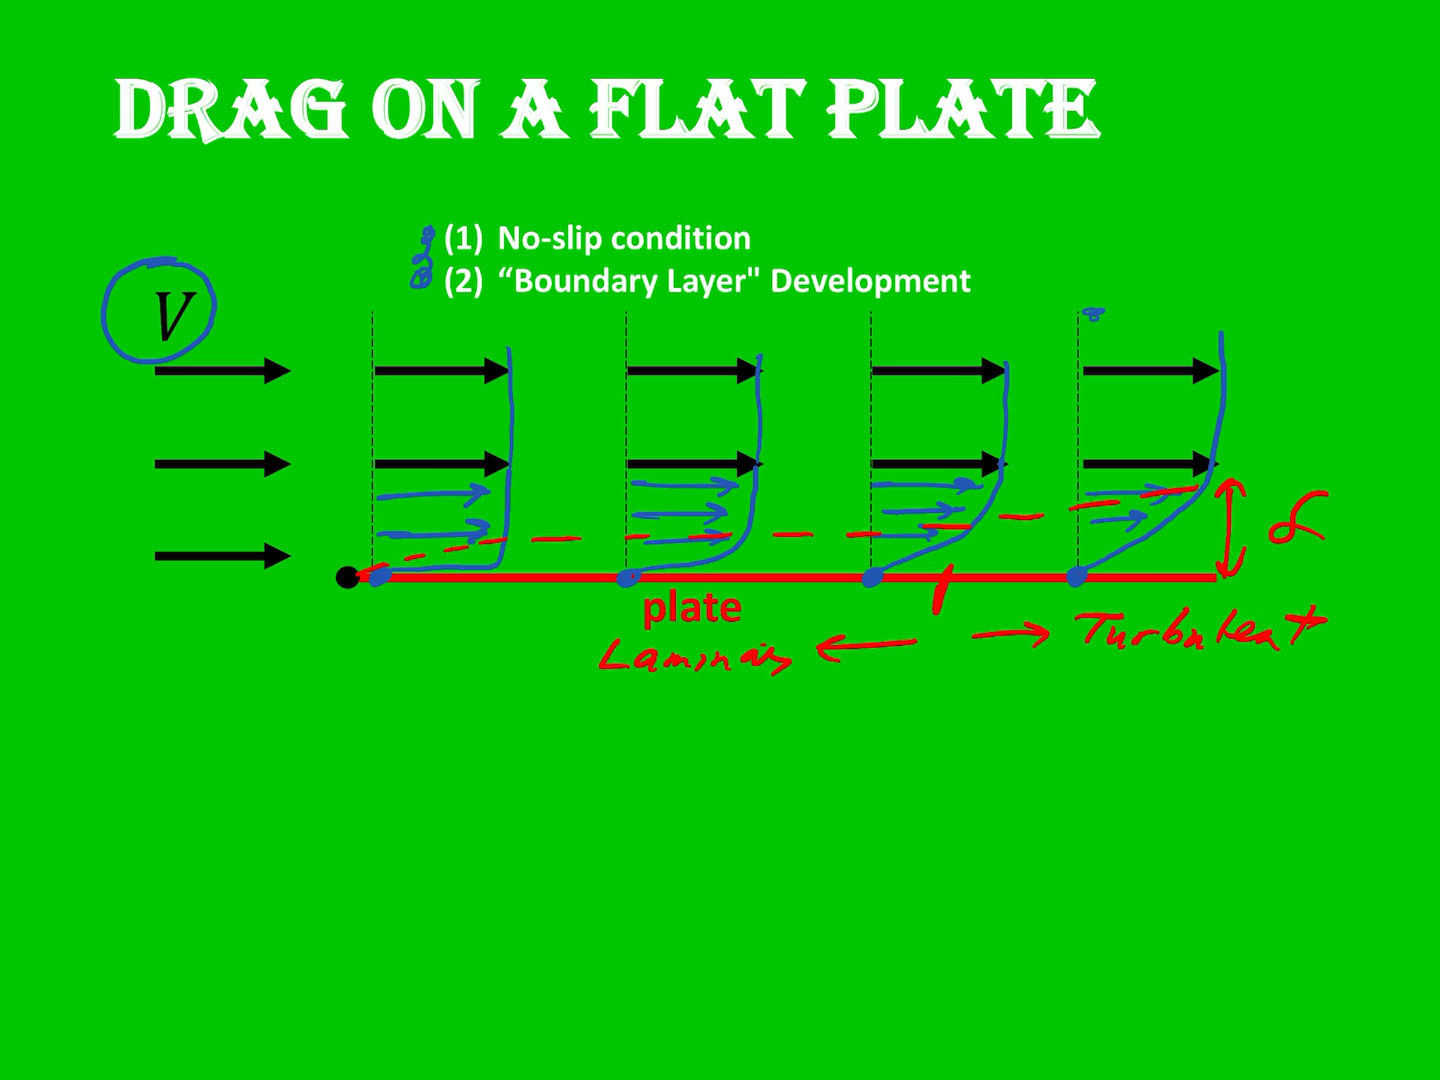 DRAG ON A FLAT PLATE
(1) No-slip condition
(2) “Boundary Layer" Development
V
δ
plate
Laminar
Turbulent